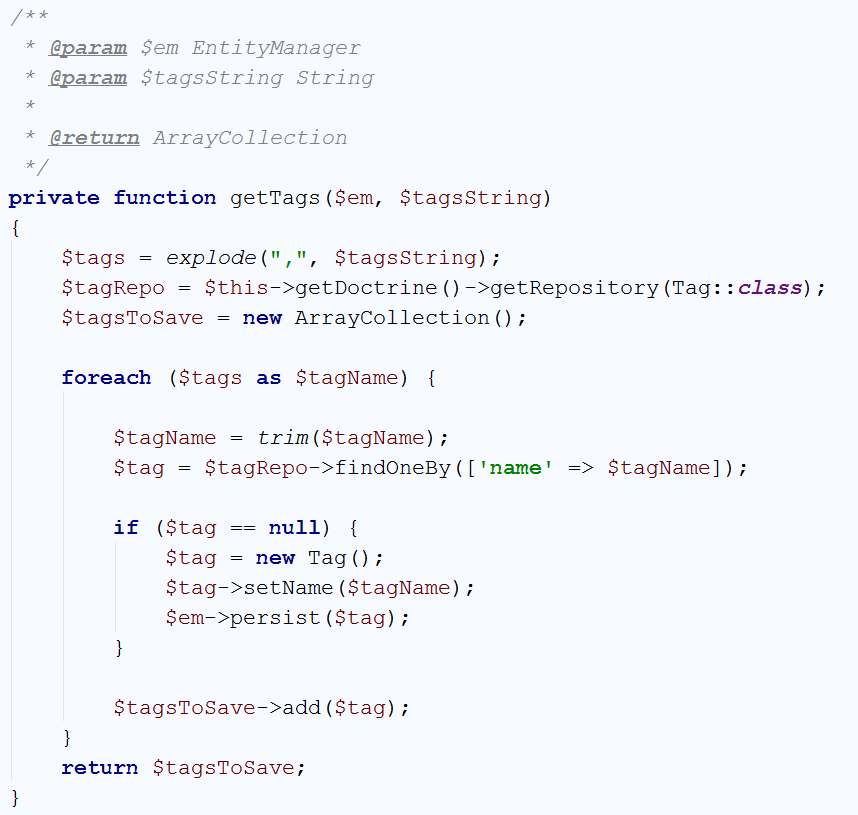 /**
 * @param $em EntityManager
 * @param $tagsString String
 *
 * @return ArrayCollection
 */
private function getTags($em, $tagsString)
{
    $tags = explode(",", $tagsString);
    $tagRepo = $this->getDoctrine()->getRepository(Tag::class);
    $tagsToSave = new ArrayCollection();

    foreach ($tags as $tagName) {

        $tagName = trim($tagName);
        $tag = $tagRepo->findOneBy(['name' => $tagName]);

        if ($tag == null) {
            $tag = new Tag();
            $tag->setName($tagName);
            $em->persist($tag);
        }

        $tagsToSave->add($tag);
    }
    return $tagsToSave;
}